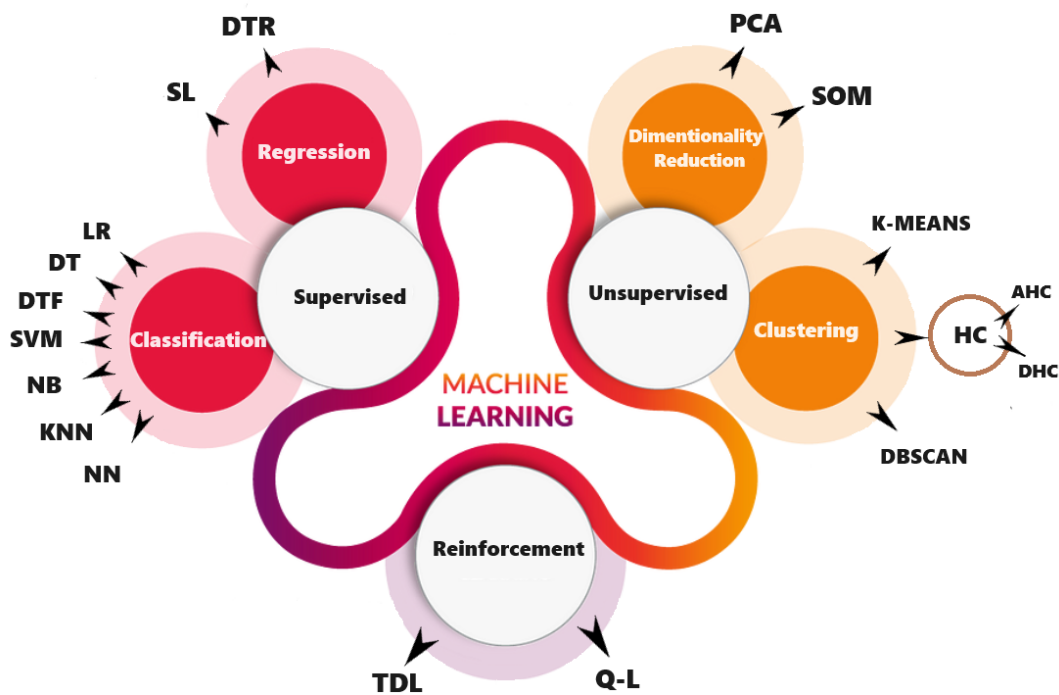 DTR
SL
Regression
LR
DT
DTF
SVM
NB
KNN
NN
Classification
Supervised
PCA
SOM
Dimentionality
Reduction
Unsupervised
K-MEANS
Clustering
HC
AHC
DHC
DBSCAN
MACHINE
LEARNING
Reinforcement
TDL
Q-L